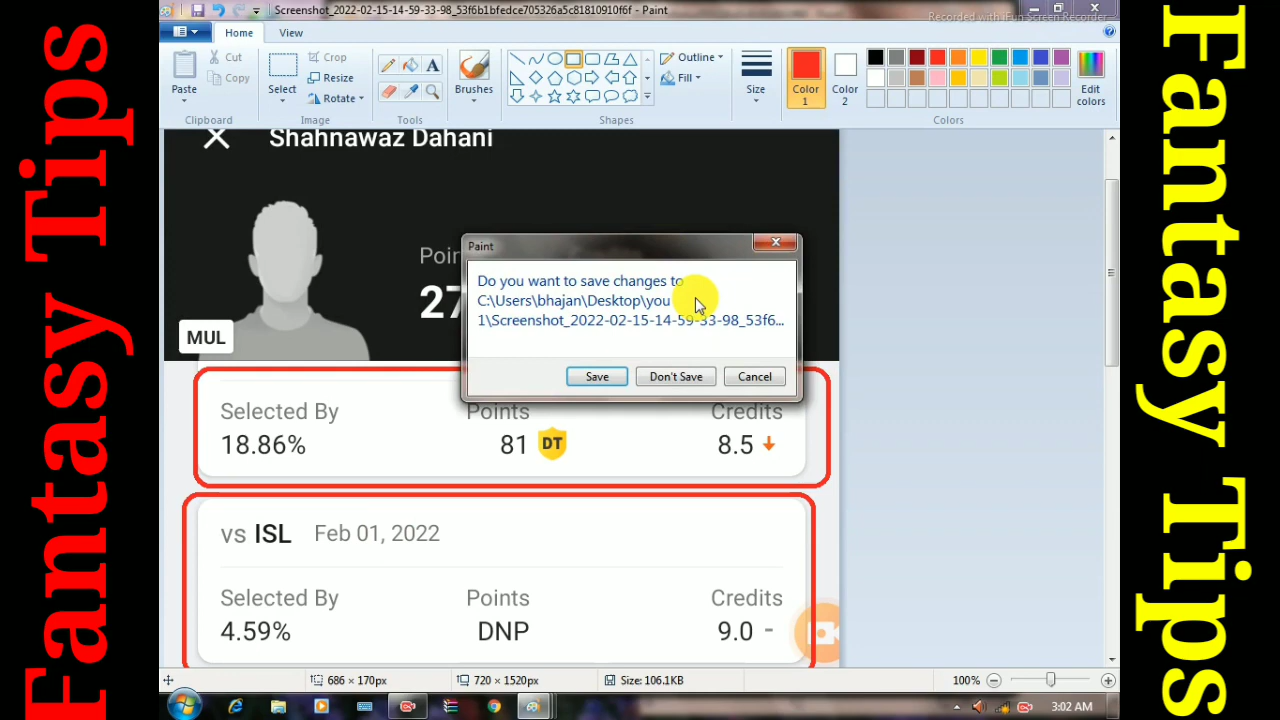 Fantasy Tips
Screenshot_2022-02-15-14-59-33-98_53f6b1bfedce705326a5c81810910f6f - Paint
Recorded with iFun Screen Recorder
Home
View
Paste
Cut
Copy
Clipboard
Select
Crop
Resize
Rotate
Image
A
Tools
Brushes
Outline
Fill
Shapes
Size
Color 1
Color 2
Edit colors
Colors
Shahnawaz Dahani
MUL
27
Paint
Do you want to save changes to
C:\Users\bhajan\Desktop\you
1\Screenshot_2022-02-15-14-59-33-98_53f6...
Save
Don't Save
Cancel
Selected By
Points
Credits
18.86%
81
DT
8.5
vs ISL
Feb 01, 2022
Selected By
Points
Credits
4.59%
DNP
9.0 -
686 × 170px
720 × 1520px
Size: 106.1KB
100%
3:02 AM
Fantasy Tips